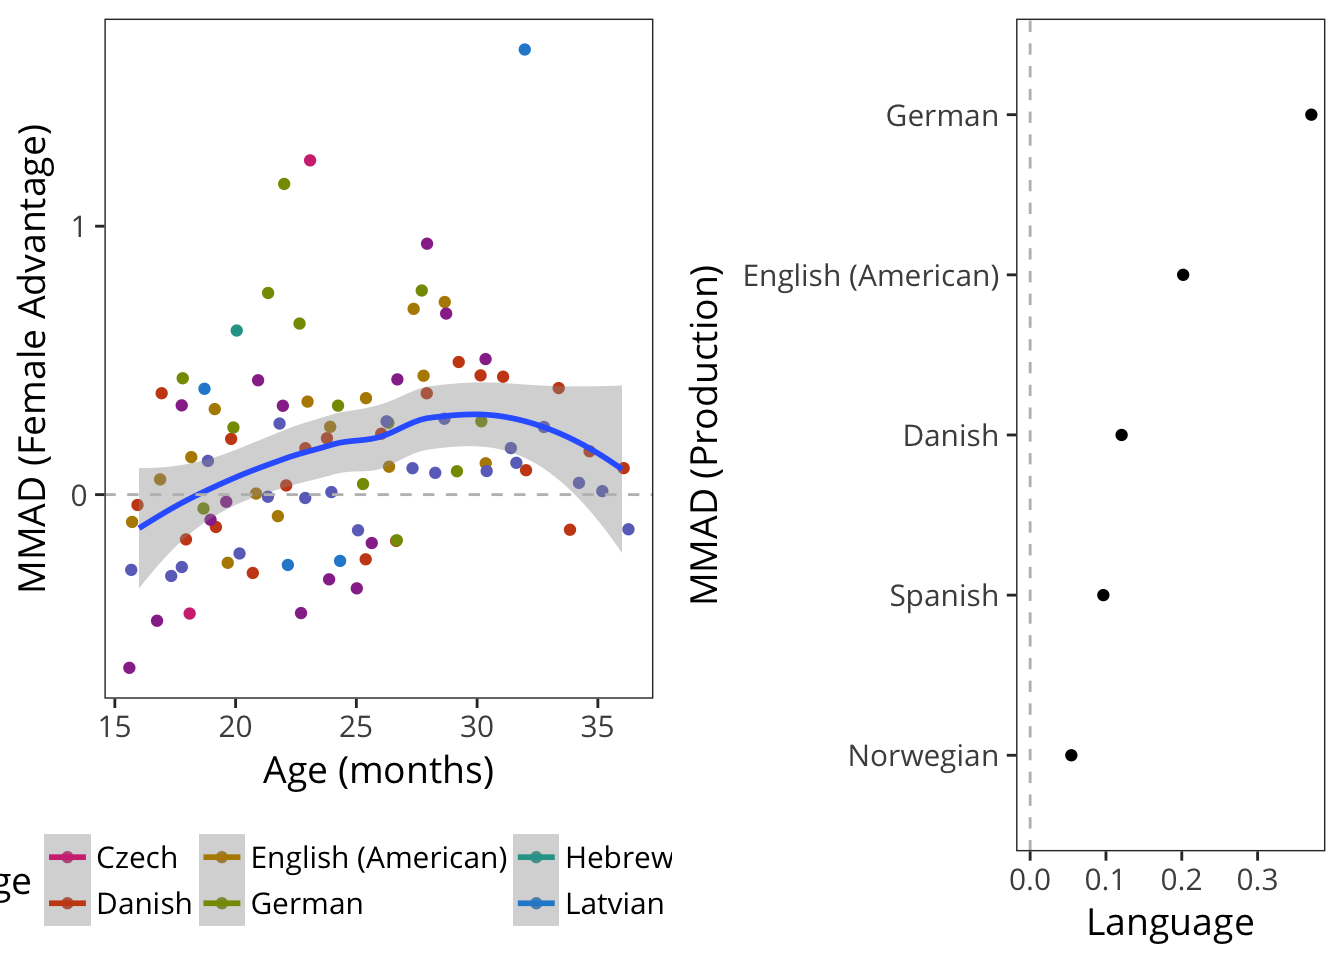 MMAD (Female Advantage)
1
0
15 20 25 30 35
Age (months)
ge
Czech
English (American)
Hebrew
Danish
German
Latvian
MMAD (Production)
German
English (American)
Danish
Spanish
Norwegian
0.0 0.1 0.2 0.3
Language